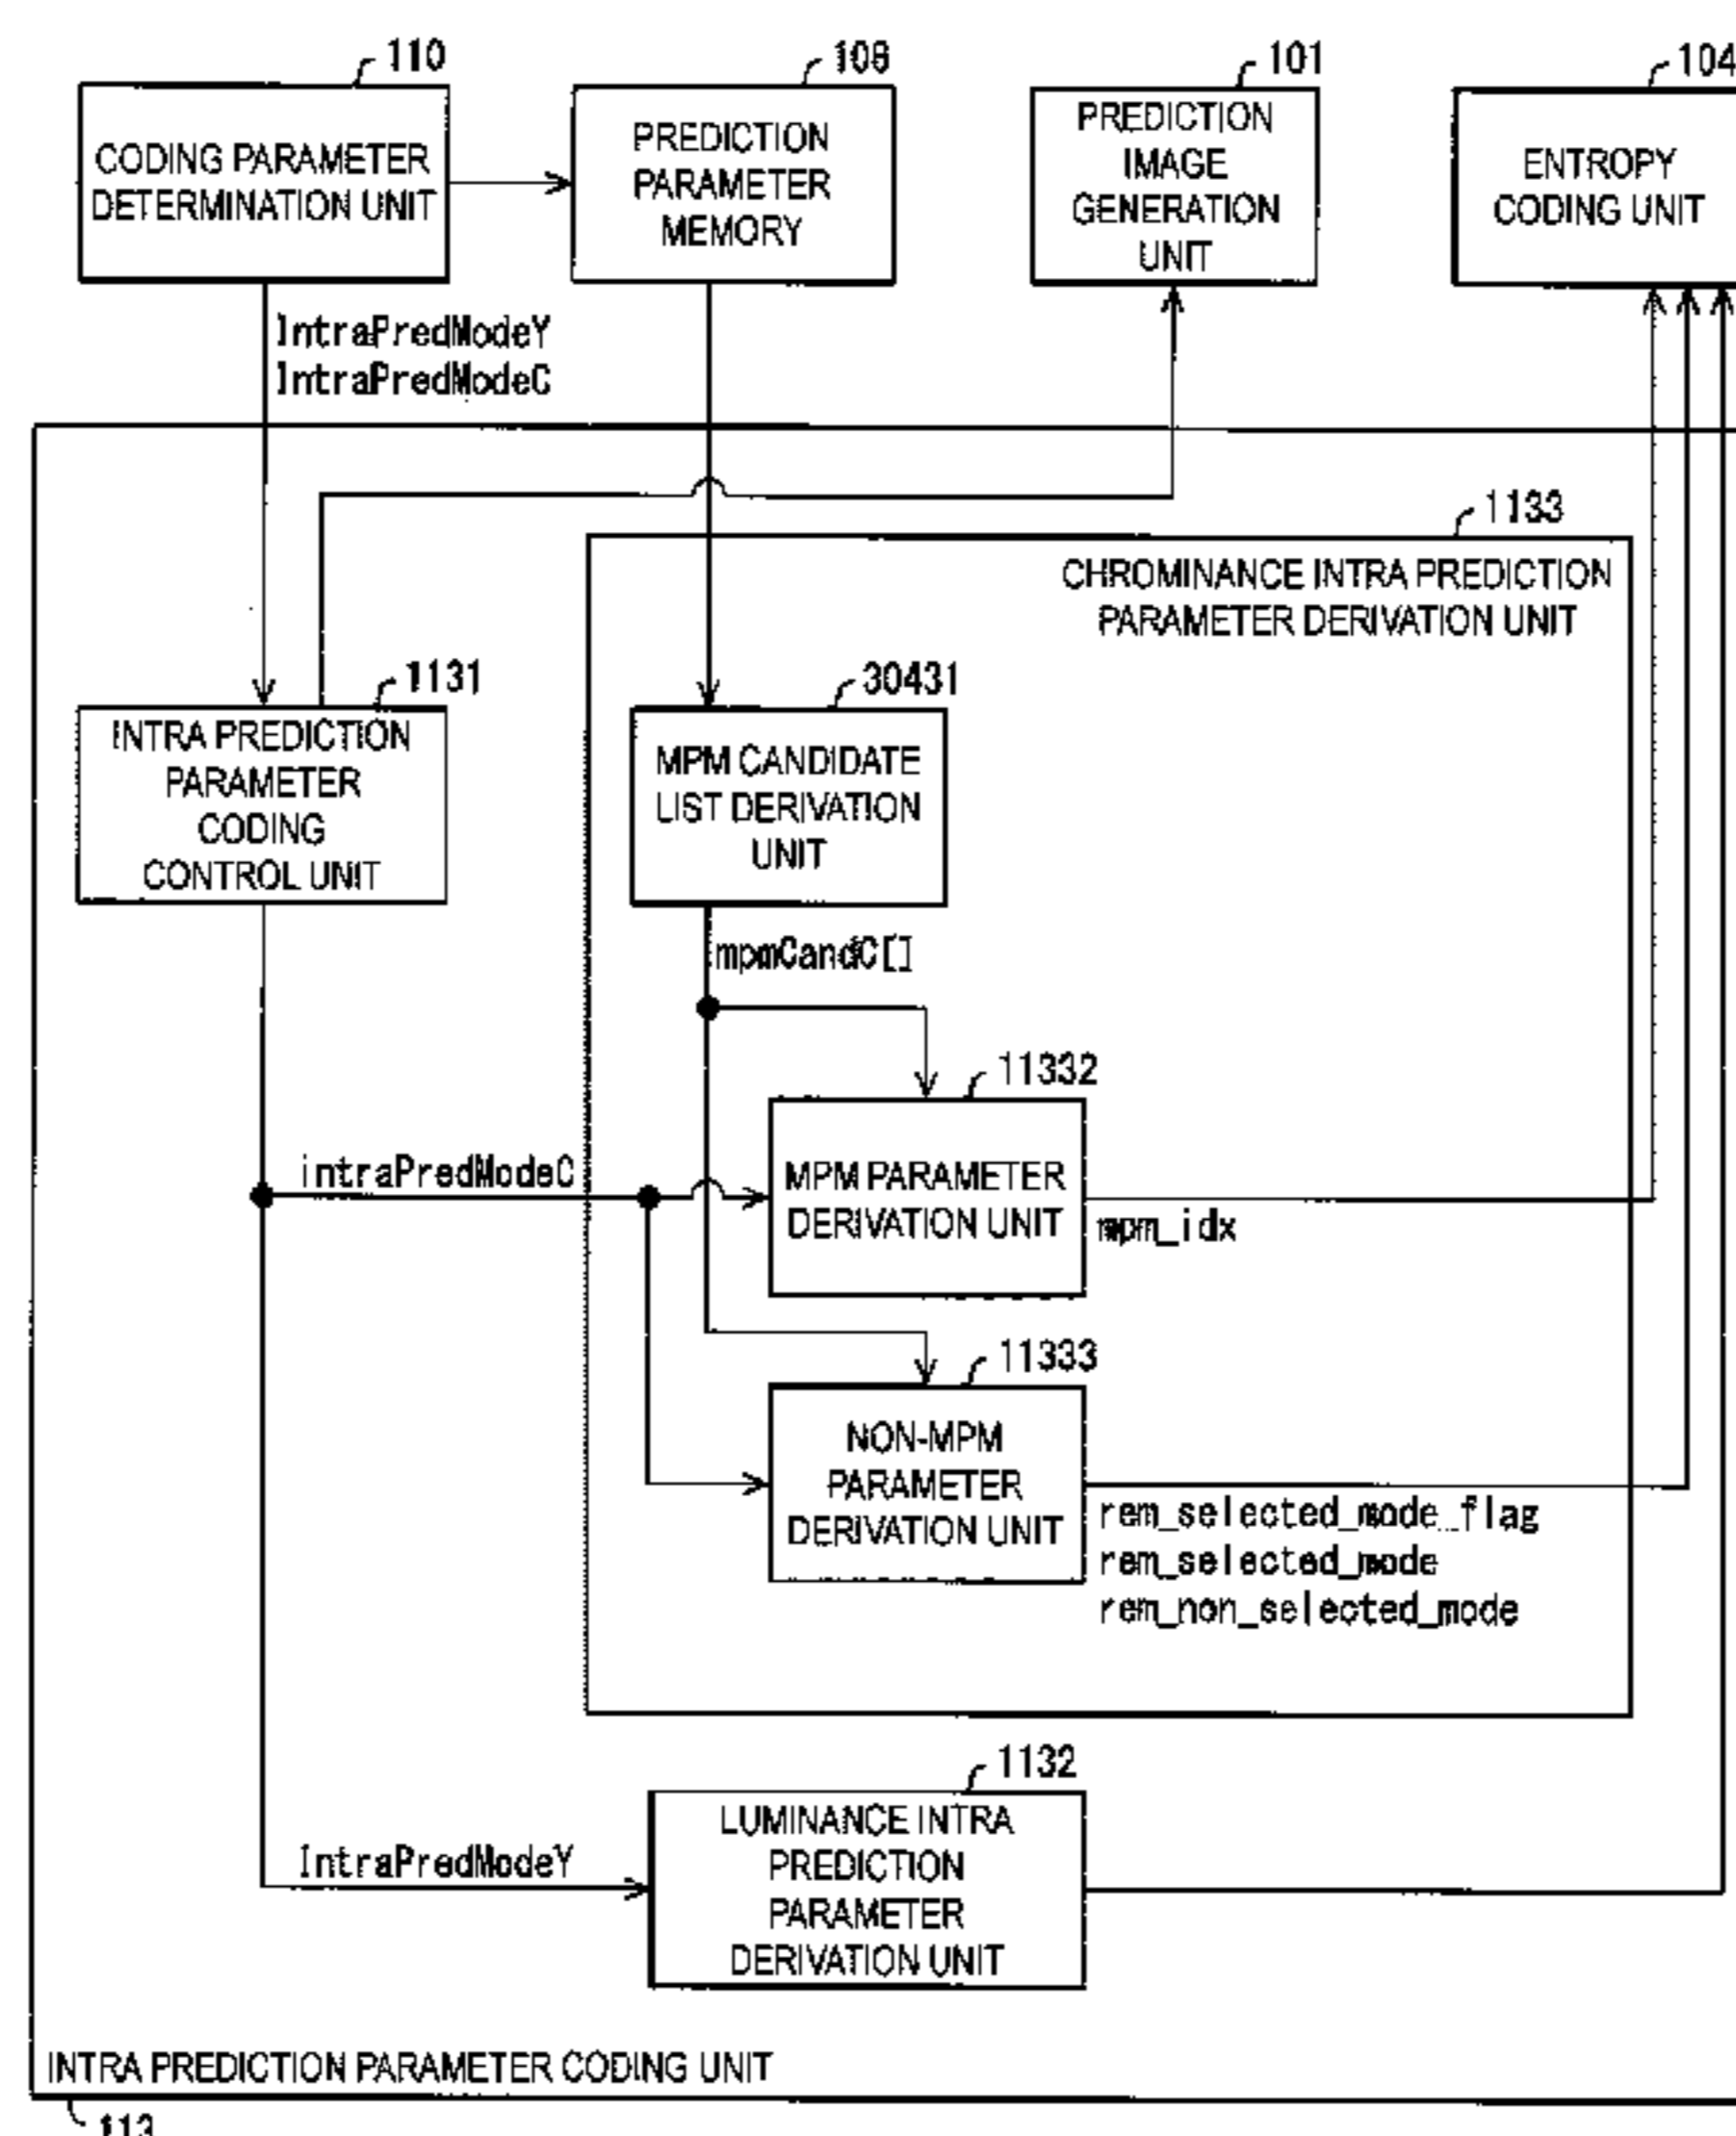 110
108
101
104
CODING PARAMETER
DETERMINATION UNIT
PREDICTION
PARAMETER
MEMORY
PREDICTION
IMAGE
GENERATION
UNIT
ENTROPY
CODING UNIT
IntraPredModeY
IntraPredModeC
1133
CHROMINANCE INTRA PREDICTION
PARAMETER DERIVATION UNIT
1131
INTRA PREDICTION
PARAMETER
CODING
CONTROL UNIT
30431
MPM CANDIDATE
LIST DERIVATION
UNIT
mpmCandC[]
11332
intraPredModeC
MPM PARAMETER
DERIVATION UNIT
mpm_idx
11333
NON-MPM
PARAMETER
DERIVATION UNIT
rem_selected_mode_flag
rem_selected_mode
rem_non_selected_mode
1132
IntraPredModeY
LUMINANCE INTRA
PREDICTION
PARAMETER
DERIVATION UNIT
INTRA PREDICTION PARAMETER CODING UNIT
113